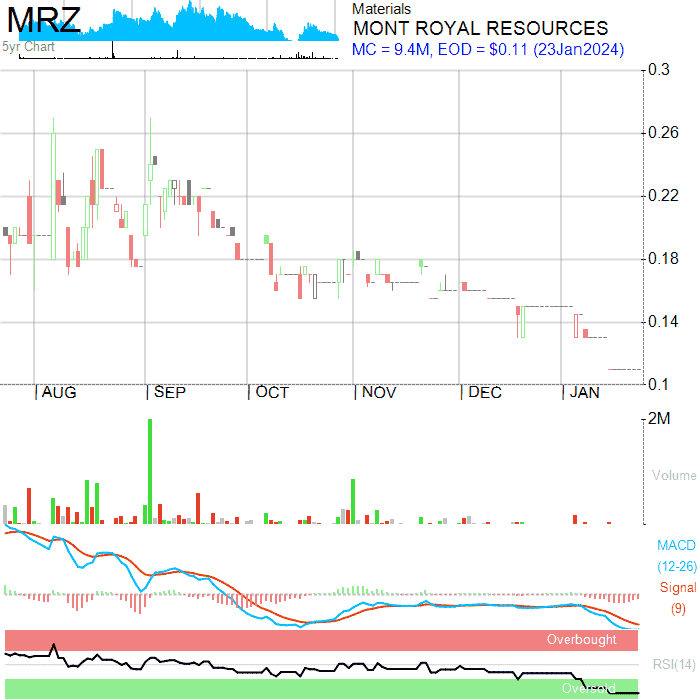 MRZ
5yr Chart
Materials
MONT ROYAL RESOURCES
MC = 9.4M, EOD = $0.11 (23Jan2024)
0.3
0.26
0.22
0.18
0.14
0.1
AUG
SEP
OCT
NOV
DEC
JAN
2M
Volume
MACD
(12-26)
Signal
(9)
Overbought
RSI(14)
Oversold